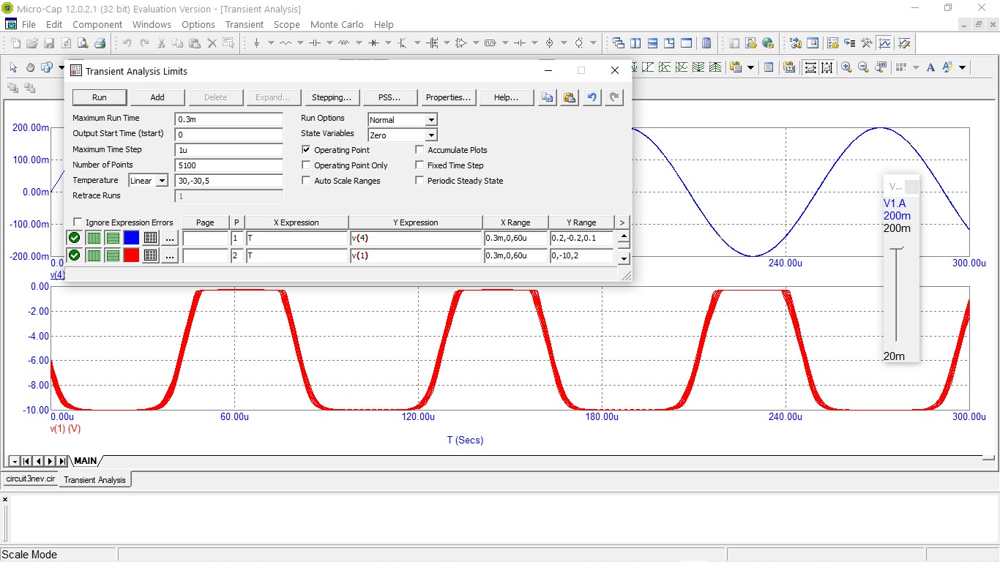 Micro-Cap 12.0.2.1 (32 bit) Evaluation Version - [Transient Analysis]
File Edit Component Windows Options Transient Scope Monte Carlo Help
Transient Analysis Limits
Run Add Delete Expand... Stepping... PSS... Properties... Help...
Maximum Run Time 0.3m Run Options Normal
Output Start Time (tstart) 0 State Variables Zero
Maximum Time Step 1u Operating Point Accumulate Plots
Number of Points 5100 Operating Point Only Fixed Time Step
Temperature Linear 30,-30,5 Auto Scale Ranges Periodic Steady State
Retrace Runs 1
Ignore Expression Errors Page P X Expression Y Expression X Range Y Range >
... 1 T v(4) 0.3m,0,60u 0.2,-0.2,0.1
... 2 T v(1) 0.3m,0,60u 0,-10,2
200.00m
100.00m
0.00m
-100.00m
-200.00m
0.0 240.00u 300.00u
v(4)
V...
V1.A
200m
200m
20m
0.00
-2.00
-4.00
-6.00
-8.00
-10.00
0.00u 60.00u 120.00u 180.00u 240.00u 300.00u
v(1) (V)
T (Secs)
MAIN
circuit3nev.cir Transient Analysis
Scale Mode